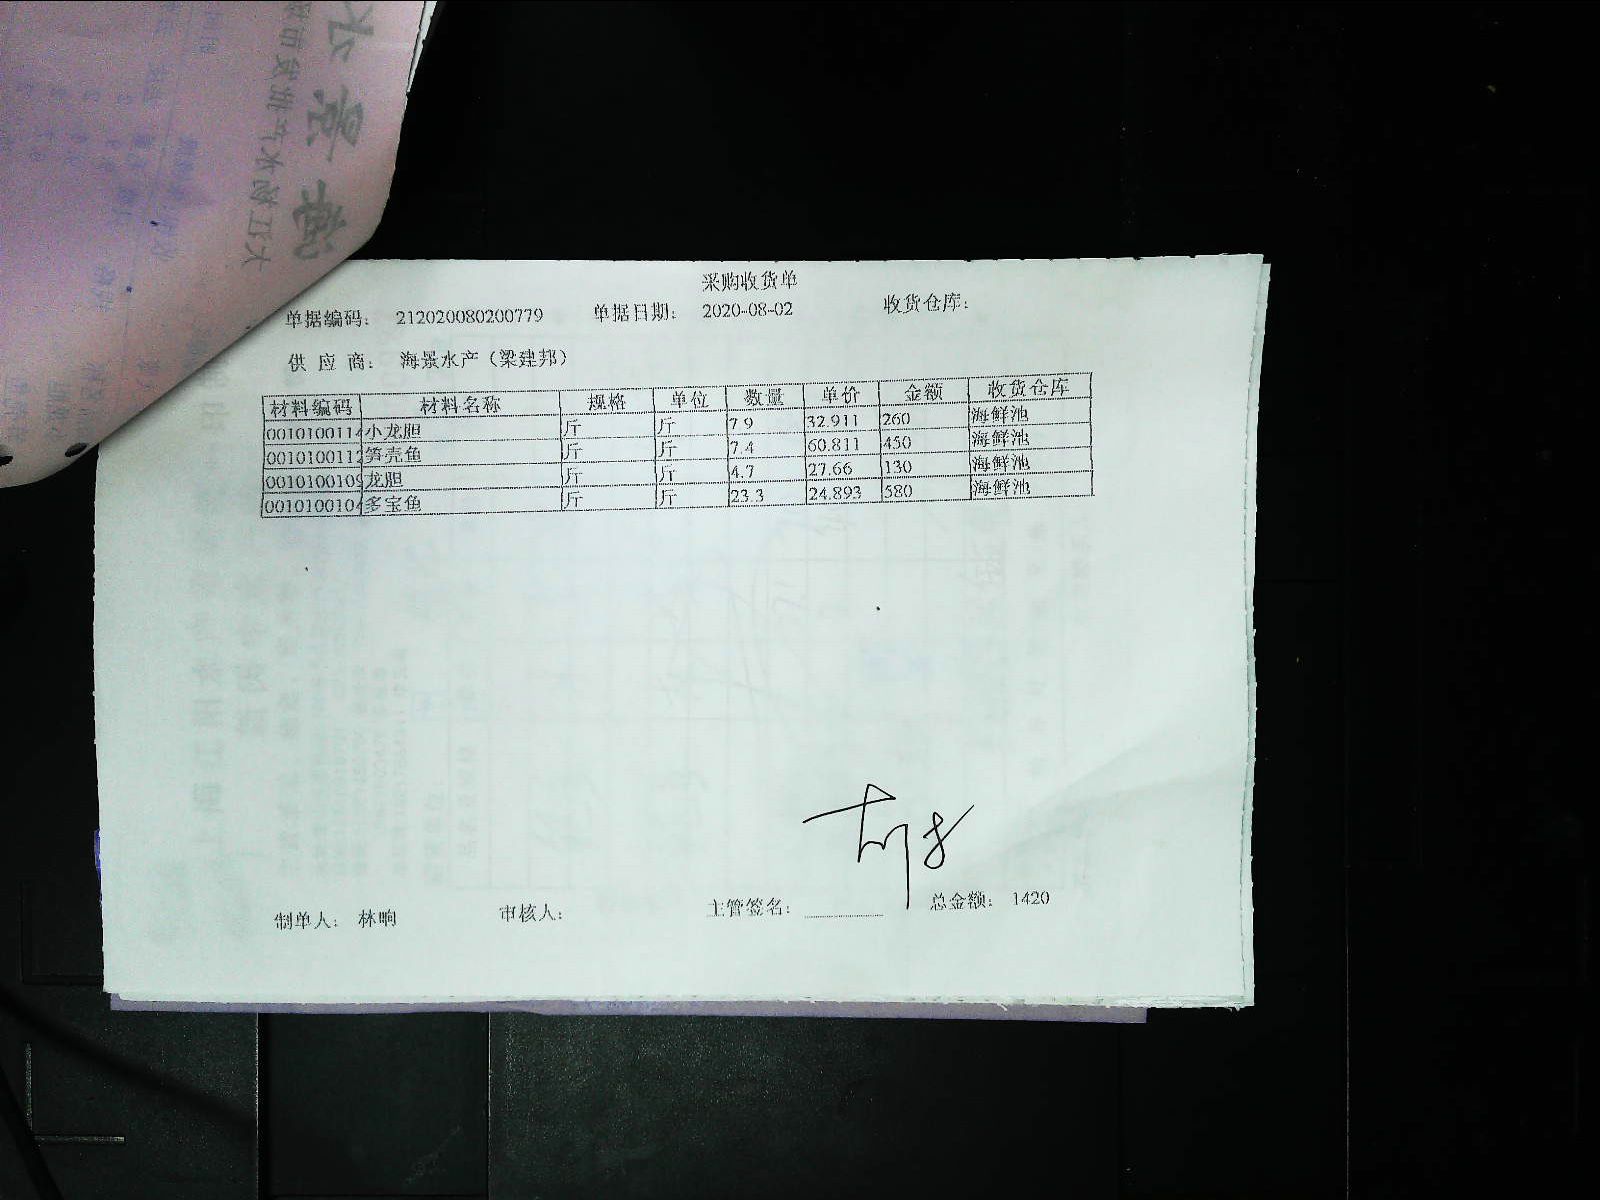 采购收货单
单据编码： 212020080200779 单据日期： 2020-08-02 收货仓库：
供 应 商： 海景水产（梁建邦）
材料编码 材料名称 规格 单位 数量 单价 金额 收货仓库
0010100114 小龙胆 斤 斤 7.9 32.911 260 海鲜池
0010100112 笋壳鱼 斤 斤 7.4 60.811 450 海鲜池
0010100109 龙胆 斤 斤 4.7 27.66 130 海鲜池
0010100104 多宝鱼 斤 斤 23.3 24.893 580 海鲜池
制单人： 林晌 审核人： 主管签名： 总金额： 1420